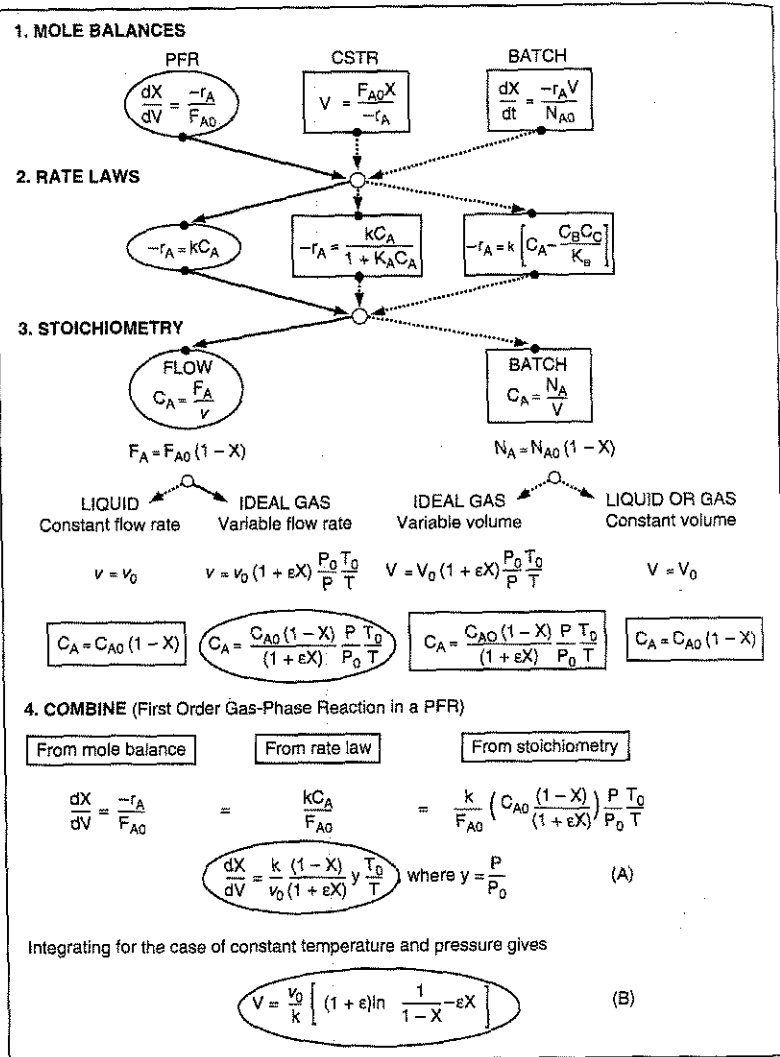 1. MOLE BALANCES
PFR CSTR BATCH
dX/dV = -r_A/F_A0 V = F_A0X/-r_A dX/dt = -r_AV/N_A0
2. RATE LAWS
-r_A = kC_A -r_A = kC_A/(1 + K_AC_A) -r_A = k[C_A - C_BC_C/K_e]
3. STOICHIOMETRY
FLOW BATCH
C_A = F_A/v C_A = N_A/V
F_A = F_A0 (1 - X) N_A = N_A0 (1 - X)
LIQUID IDEAL GAS IDEAL GAS LIQUID OR GAS
Constant flow rate Variable flow rate Variable volume Constant volume
v = v_0 v = v_0 (1 + εX) P_0/P T_0/T V = V_0 (1 + εX) P_0/P T_0/T V = V_0
C_A = C_A0 (1 - X) C_A = C_A0 (1 - X)/(1 + εX) P/P_0 T_0/T C_A = C_AO (1 - X)/(1 + εX) P/P_0 T_0/T C_A = C_A0 (1 - X)
4. COMBINE (First Order Gas-Phase Reaction in a PFR)
From mole balance From rate law From stoichiometry
dX/dV = -r_A/F_A0 = kC_A/F_A0 = k/F_A0 (C_A0 (1 - X)/(1 + εX)) P/P_0 T_0/T
dX/dV = k/v_0 (1 - X)/(1 + εX) y T_0/T, where y = P/P_0 (A)
Integrating for the case of constant temperature and pressure gives
V = v_0/k [(1 + ε)ln 1/(1 - X) - εX] (B)